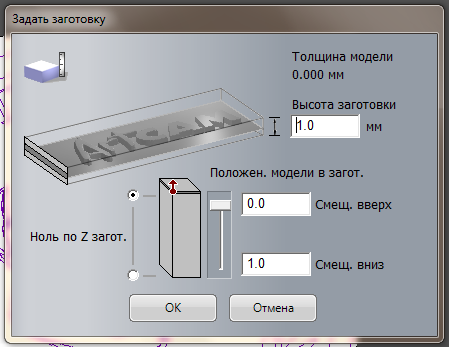 Задать заготовку
Толщина модели
0.000 мм
Высота заготовки
1.0 мм
ArtCAM
Положен. модели в загот.
0.0 Смещ. вверх
Ноль по Z загот.
1.0 Смещ. вниз
OK Отмена